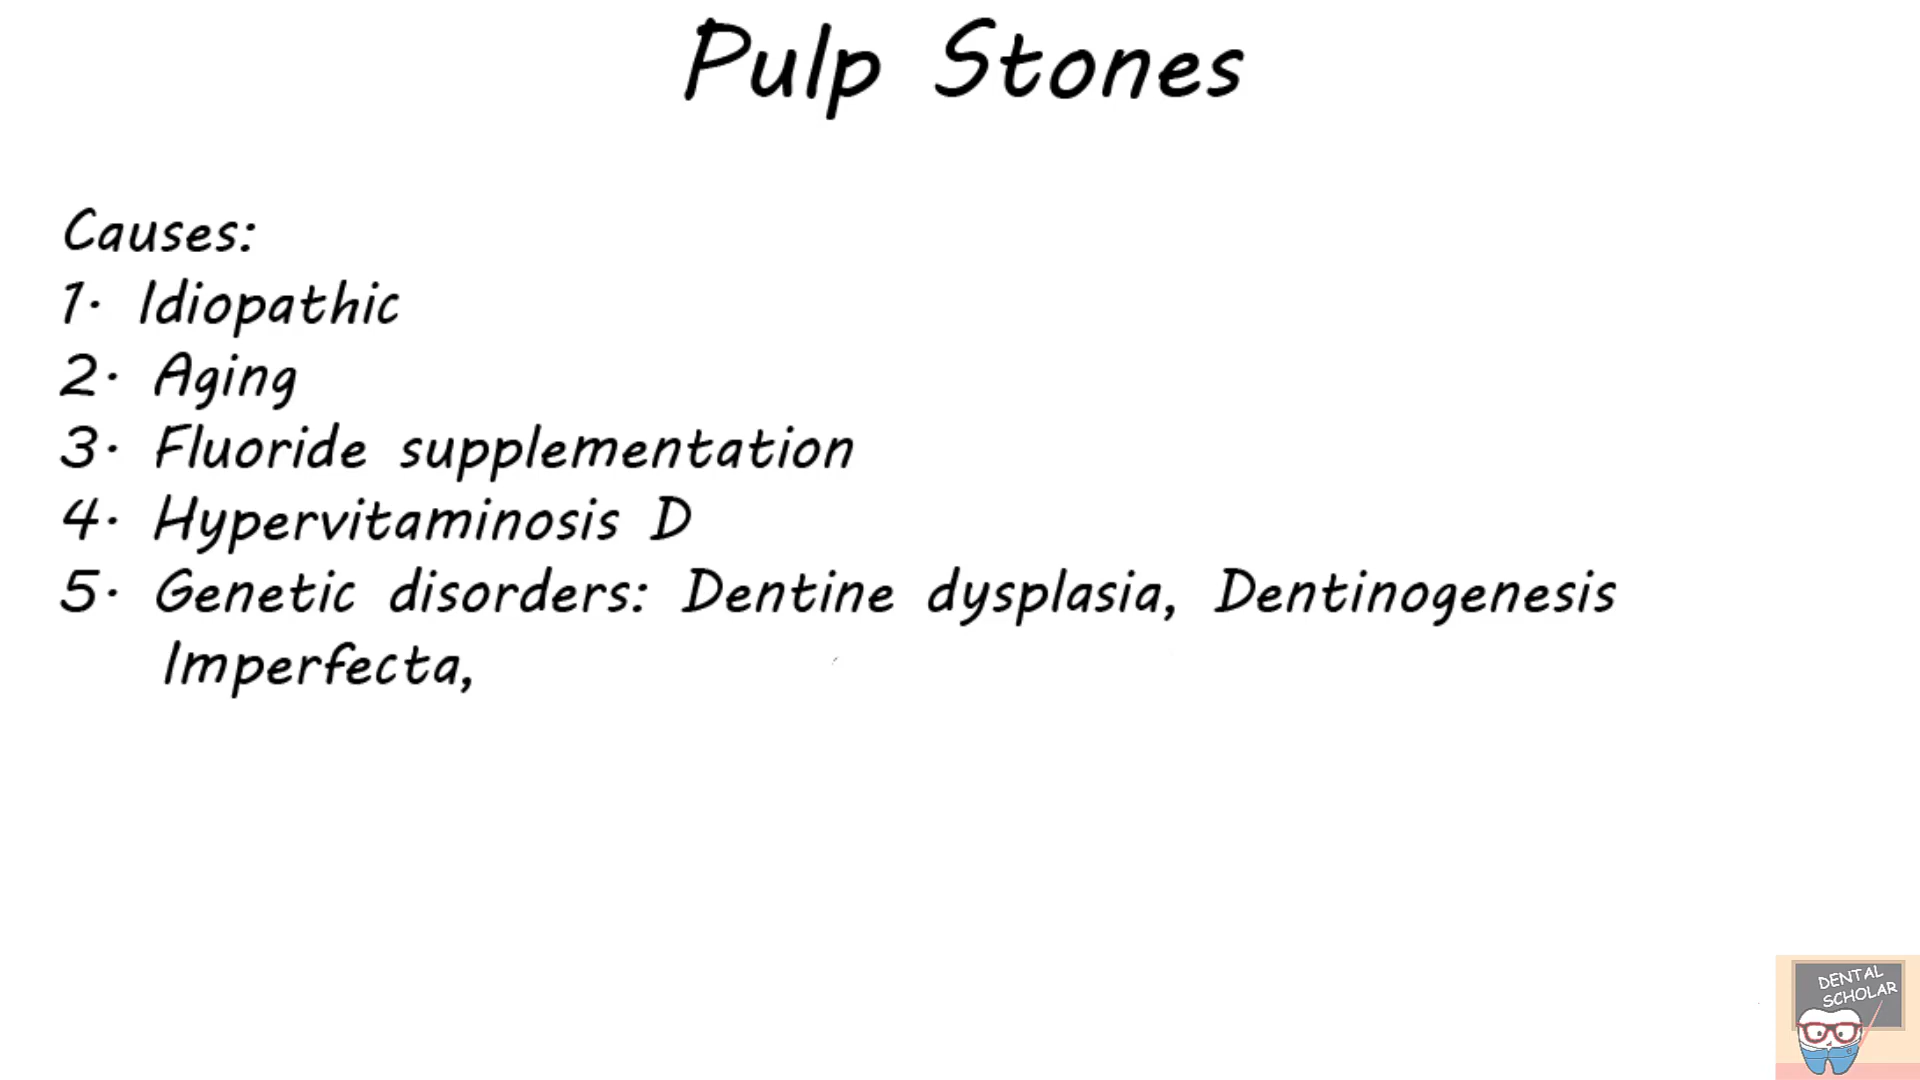 Pulp Stones
Causes:
1. Idiopathic
2. Aging
3. Fluoride supplementation
4. Hypervitaminosis D
5. Genetic disorders: Dentine dysplasia, Dentinogenesis
Imperfecta,
DENTAL
SCHOLAR